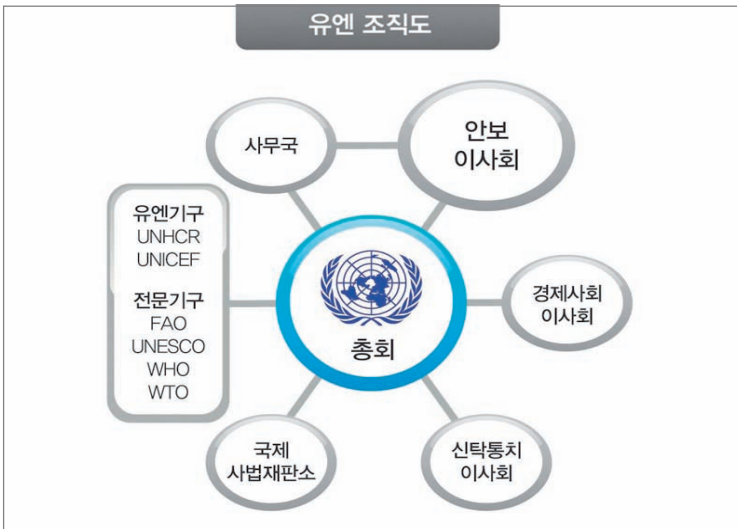 유엔 조직도
사무국
안보
이사회
유엔기구
UNHCR
UNICEF
전문기구
FAO
UNESCO
WHO
WTO
총회
경제사회
이사회
국제
사법재판소
신탁통치
이사회